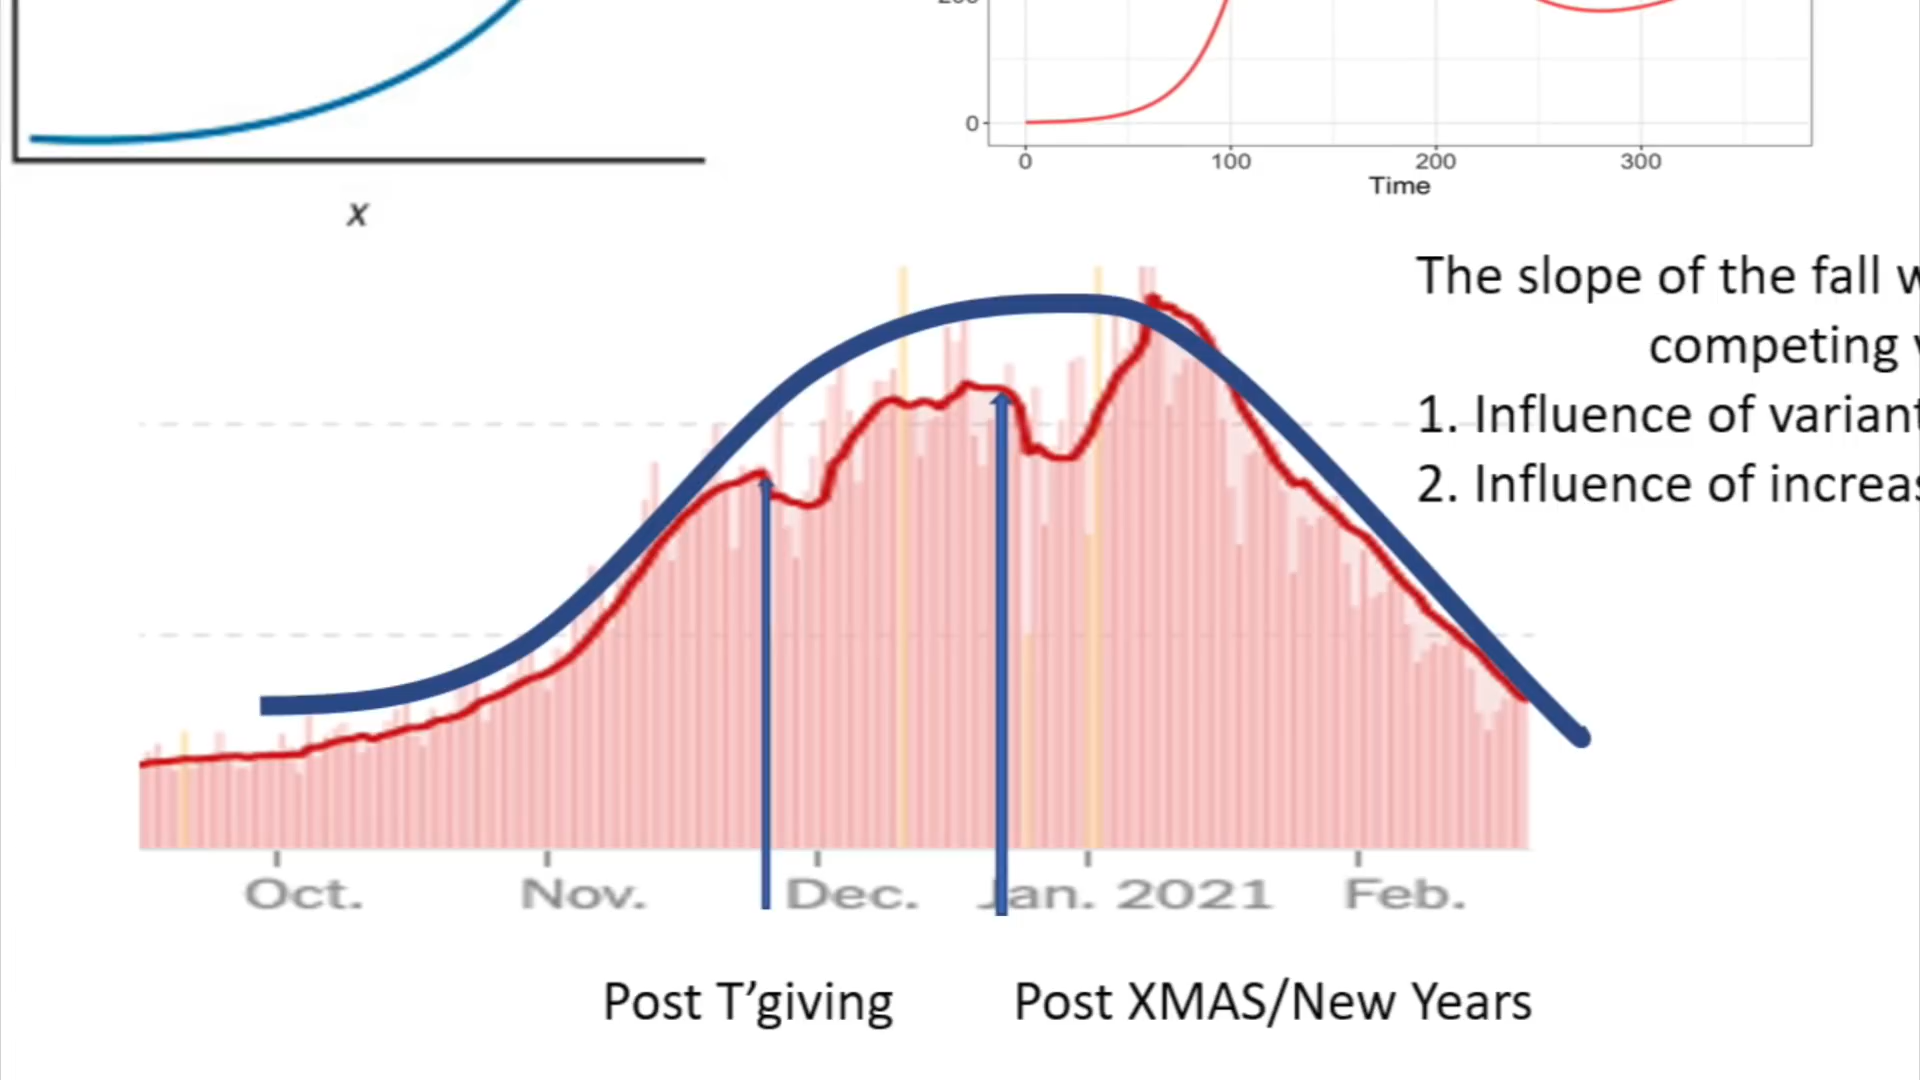 0
0 100 200 300
Time
x
The slope of the fall
competing
1. Influence of variant
2. Influence of
Oct. Nov. Dec. Jan. 2021 Feb.
Post T’giving Post XMAS/New Years